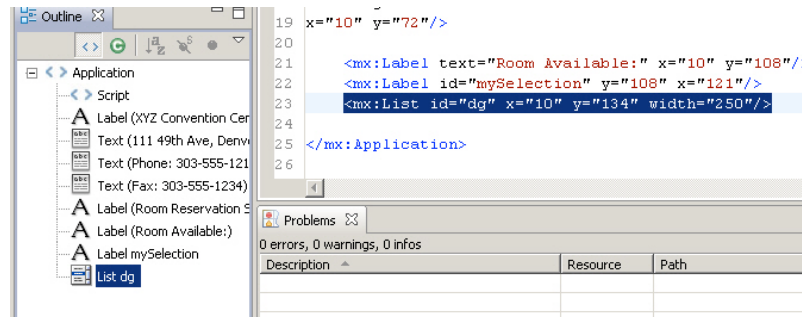 Outline
Application
Script
Label (XYZ Convention Cen
Text (111 49th Ave, Denv
Text (Phone: 303-555-121
Text (Fax: 303-555-1234)
Label (Room Reservation S
Label (Room Available:)
Label mySelection
List dg
19 x="10" y="72"/>
20
21 <mx:Label text="Room Available:" x="10" y="108"/
22 <mx:Label id="mySelection" y="108" x="121"/>
23 <mx:List id="dg" x="10" y="134" width="250"/>
24
25 </mx:Application>
26
Problems
0 errors, 0 warnings, 0 infos
Description Resource Path